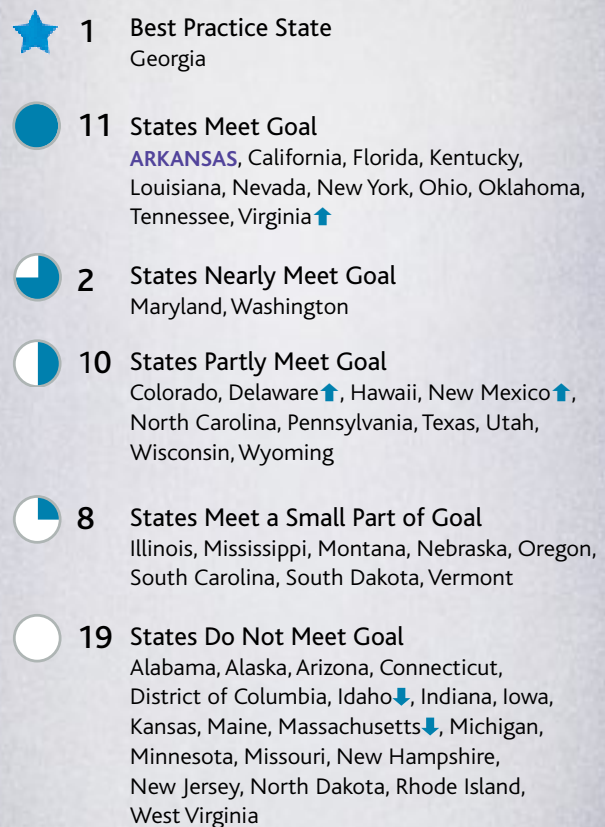 1 Best Practice State
Georgia
11 States Meet Goal
ARKANSAS, California, Florida, Kentucky,
Louisiana, Nevada, New York, Ohio, Oklahoma,
Tennessee, Virginia⬆
2 States Nearly Meet Goal
Maryland, Washington
10 States Partly Meet Goal
Colorado, Delaware⬆, Hawaii, New Mexico⬆,
North Carolina, Pennsylvania, Texas, Utah,
Wisconsin, Wyoming
8 States Meet a Small Part of Goal
Illinois, Mississippi, Montana, Nebraska, Oregon,
South Carolina, South Dakota, Vermont
19 States Do Not Meet Goal
Alabama, Alaska, Arizona, Connecticut,
District of Columbia, Idaho⬇, Indiana, Iowa,
Kansas, Maine, Massachusetts⬇, Michigan,
Minnesota, Missouri, New Hampshire,
New Jersey, North Dakota, Rhode Island,
West Virginia